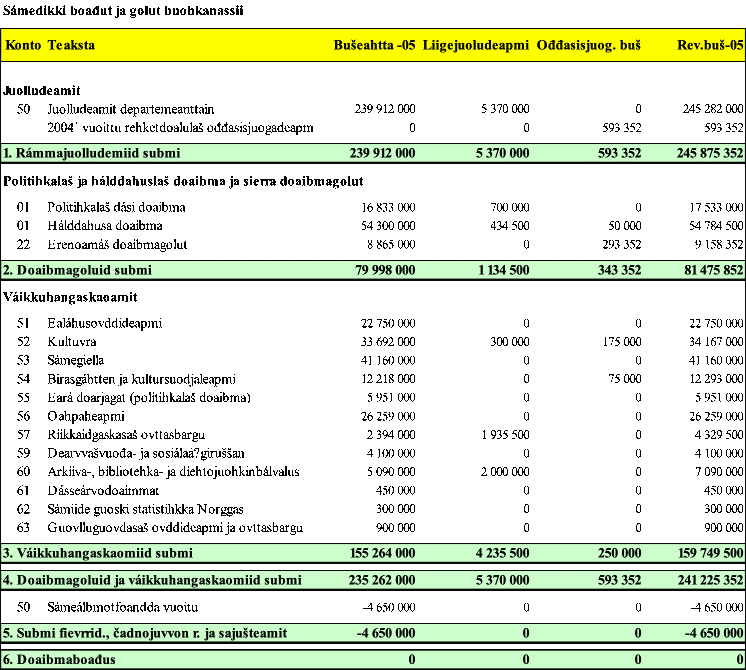 Sámedikki boađut ja golut buohkanassii
Konto Teaksta Bušeahtta -05 Liigejuoludeapmi Ođđasisjuog. buš Rev.buš-05
Juolludeamit
50 Juolludeamit departemeanttain 239 912 000 5 370 000 0 245 282 000
2004` vuoittu rehketdoalulaš ođđasisjuogadeapm 0 0 593 352 593 352
1. Rámmajuolludemiid submi 239 912 000 5 370 000 593 352 245 875 352
Politihkalaš ja hálddahuslaš doaibma ja sierra doaibmagolut
01 Politihkalaš dási doaibma 16 833 000 700 000 0 17 533 000
01 Hálddahusa doaibma 54 300 000 434 500 50 000 54 784 500
22 Erenoamáš doaibmagolut 8 865 000 0 293 352 9 158 352
2. Doaibmagoluid submi 79 998 000 1 134 500 343 352 81 475 852
Váikkuhangaskaoamit
51 Ealáhusovddideapmi 22 750 000 0 0 22 750 000
52 Kultuvra 33 692 000 300 000 175 000 34 167 000
53 Sámegiella 41 160 000 0 0 41 160 000
54 Birasgáhtten ja kultursuodjaleapmi 12 218 000 0 75 000 12 293 000
55 Eará doarjagat (politihkalaš doaibma) 5 951 000 0 0 5 951 000
56 Oahpaheapmi 26 259 000 0 0 26 259 000
57 Riikkaidgaskasaš ovttasbargu 2 394 000 1 935 500 0 4 329 500
59 Dearvvašvuođa- ja sosiálaa?giruššan 4 100 000 0 0 4 100 000
60 Arkiiva-, bibliotehka- ja diehtojuohkinbálvalus 5 090 000 2 000 000 0 7 090 000
61 Dásseárvodoaimmat 450 000 0 0 450 000
62 Sámiide guoski statistihkka Norggas 300 000 0 0 300 000
63 Guovlluguovdasaš ovddideapmi ja ovttasbargu 900 000 0 0 900 000
3. Váikkuhangaskaomiid submi 155 264 000 4 235 500 250 000 159 749 500
4. Doaibmagoluid ja váikkuhangaskaomiid submi 235 262 000 5 370 000 593 352 241 225 352
50 Sámeálbmotfoandda vuoitu -4 650 000 0 0 -4 650 000
5. Submi fievrrid., čadnojuvvon r. ja sajušteamit -4 650 000 0 0 -4 650 000
6. Doaibmaboađus 0 0 0 0